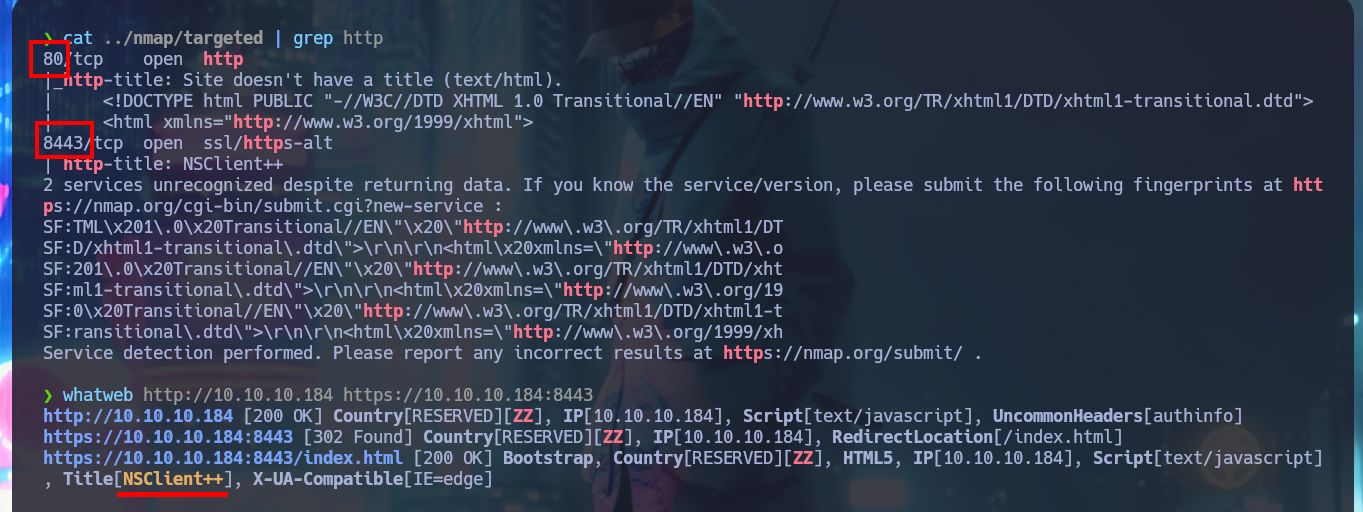 ❯ cat ../nmap/targeted | grep http
80/tcp    open  http
|_http-title: Site doesn't have a title (text/html).
|     <!DOCTYPE html PUBLIC "-//W3C//DTD XHTML 1.0 Transitional//EN" "http://www.w3.org/TR/xhtml1/DTD/xhtml1-transitional.dtd">
|     <html xmlns="http://www.w3.org/1999/xhtml">
8443/tcp  open  ssl/https-alt
| http-title: NSClient++
2 services unrecognized despite returning data. If you know the service/version, please submit the following fingerprints at htt
ps://nmap.org/cgi-bin/submit.cgi?new-service :
SF:TML\x201\.0\x20Transitional//EN\"\x20\"http://www\.w3\.org/TR/xhtml1/DT
SF:D/xhtml1-transitional\.dtd\">\r\n\r\n<html\x20xmlns=\"http://www\.w3\.o
SF:201\.0\x20Transitional//EN\"\x20\"http://www\.w3\.org/TR/xhtml1/DTD/xht
SF:ml1-transitional\.dtd\">\r\n\r\n<html\x20xmlns=\"http://www\.w3\.org/19
SF:0\x20Transitional//EN\"\x20\"http://www\.w3\.org/TR/xhtml1/DTD/xhtml1-t
SF:ransitional\.dtd\">\r\n\r\n<html\x20xmlns=\"http://www\.w3\.org/1999/xh
Service detection performed. Please report any incorrect results at https://nmap.org/submit/ .
❯ whatweb http://10.10.10.184 https://10.10.10.184:8443
http://10.10.10.184 [200 OK] Country[RESERVED][ZZ], IP[10.10.10.184], Script[text/javascript], UncommonHeaders[authinfo]
https://10.10.10.184:8443 [302 Found] Country[RESERVED][ZZ], IP[10.10.10.184], RedirectLocation[/index.html]
https://10.10.10.184:8443/index.html [200 OK] Bootstrap, Country[RESERVED][ZZ], HTML5, IP[10.10.10.184], Script[text/javascript]
, Title[NSClient++], X-UA-Compatible[IE=edge]